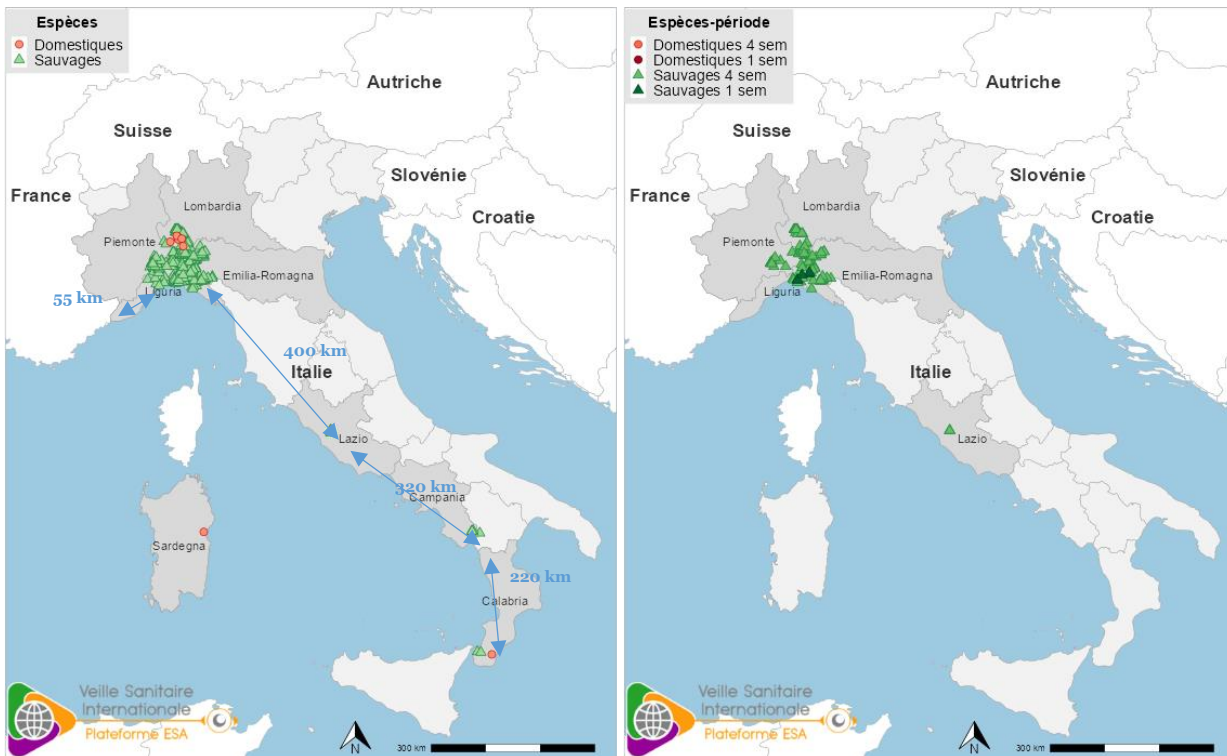 Espèces
Domestiques
Sauvages
Autriche
Suisse
Slovénie
France
Lombardia
Croatie
Piemonte
Emilia-Romagna
55 km
Liguria
400 km
Italie
Lazio
320 km
Campania
Sardegna
220 km
Calabria
Veille Sanitaire
Internationale
Plateforme ESA
N
300 km
Espèces-période
Domestiques 4 sem
Domestiques 1 sem
Sauvages 4 sem
Sauvages 1 sem
Autriche
Suisse
Slovénie
France
Lombardia
Croatie
Piemonte
Emilia-Romagna
Liguria
Italie
Lazio
Veille Sanitaire
Internationale
Plateforme ESA
N
300 km